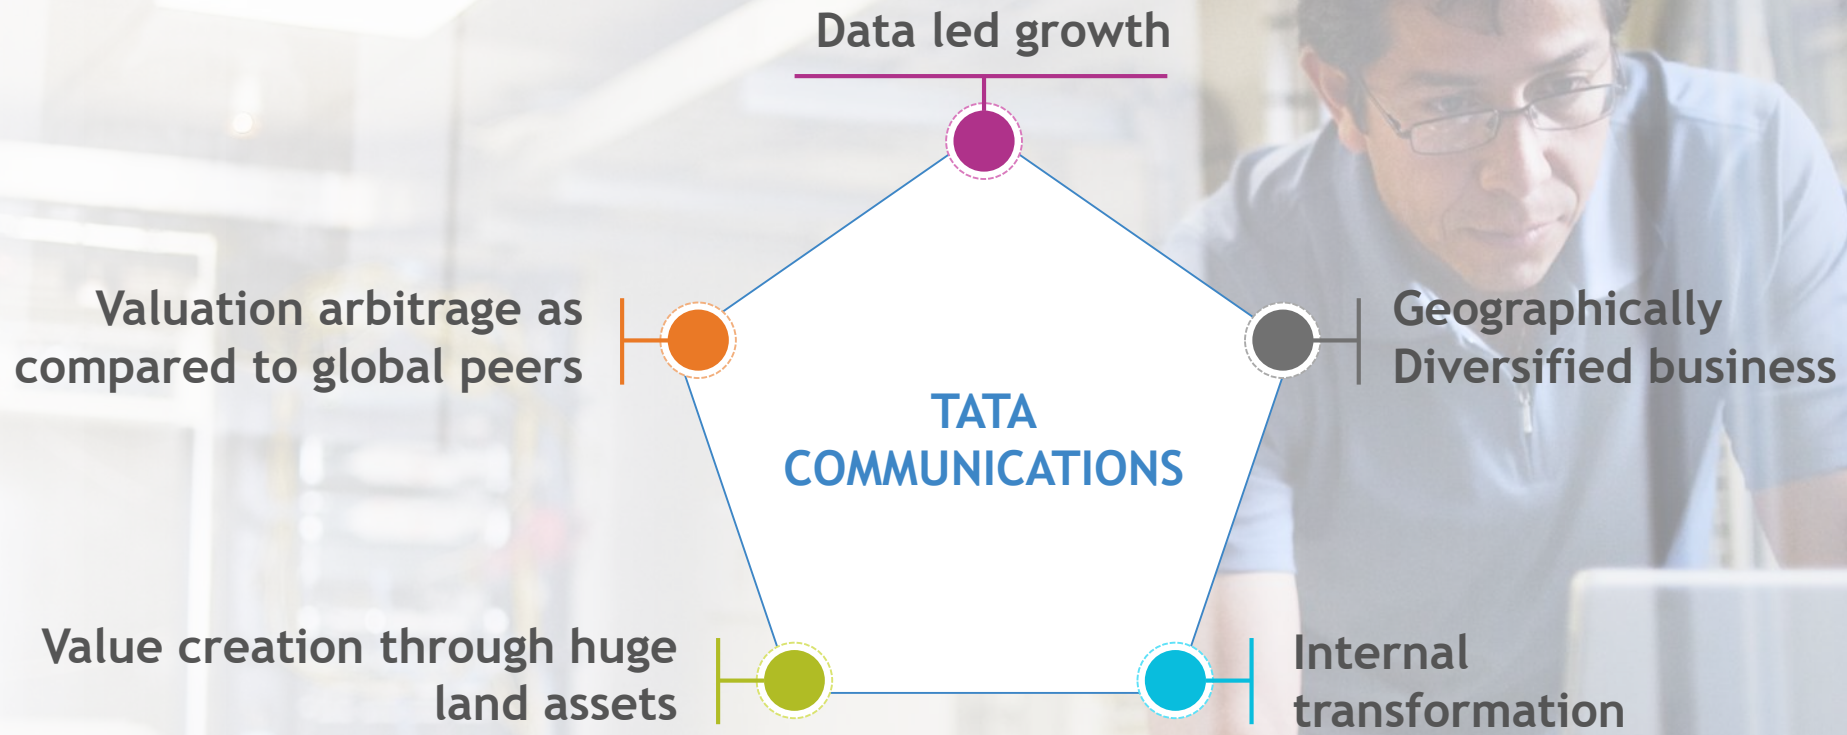 Data led growth
Valuation arbitrage as
compared to global peers
Geographically
Diversified business
TATA
COMMUNICATIONS
Value creation through huge
land assets
Internal
transformation